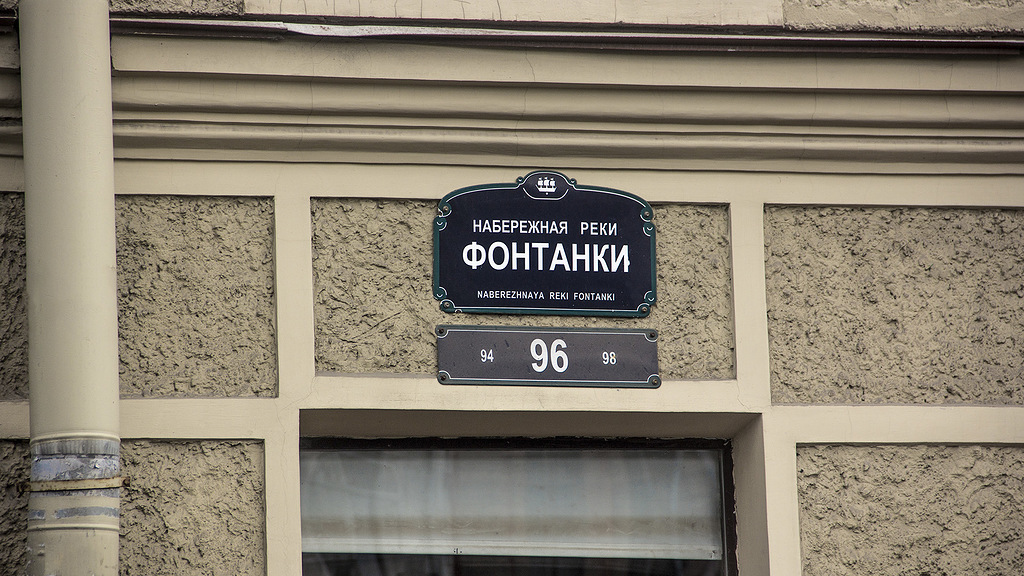 НАБЕРЕЖНАЯ РЕКИ
ФОНТАНКИ
NABEREZHNAYA REKI FONTANKI
94 96 98